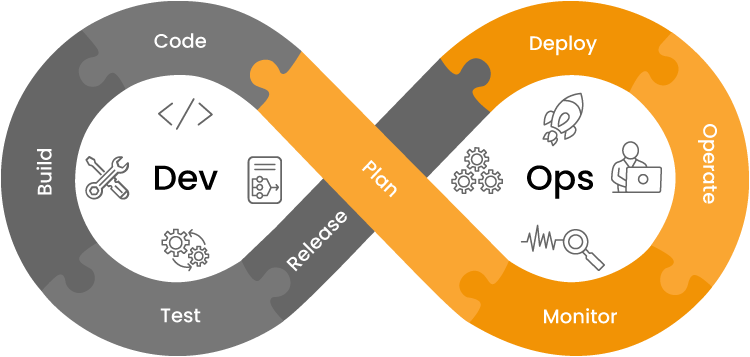 Code
Build
Dev
Test
Release
Plan
Deploy
Operate
Ops
Monitor